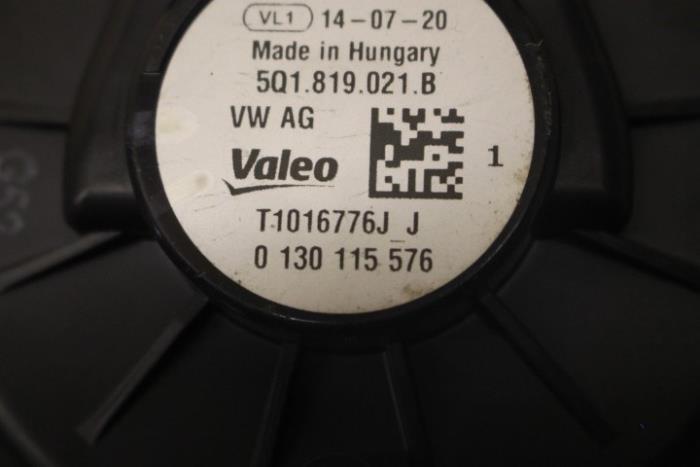 VL1 14-07-20
Made in Hungary
5Q1.819.021.B
VW AG
Valeo
1
T1016776J J
0 130 115 576